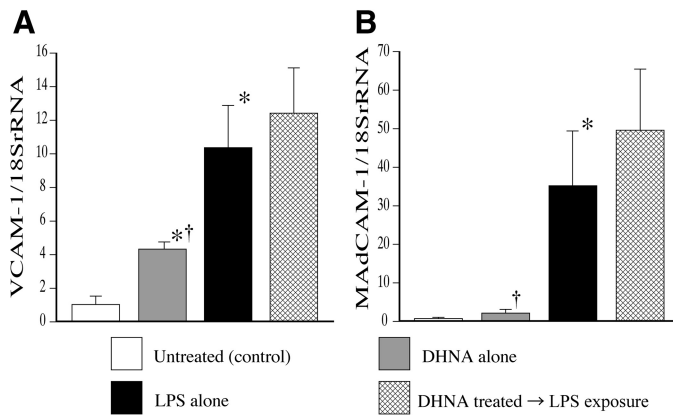 A
B
VCAM-1/18SrRNA
16
14
12
10
8
6
4
2
0
*†
*
MAdCAM-1/18SrRNA
70
60
50
40
30
20
10
0
†
*
Untreated (control)
DHNA alone
LPS alone
DHNA treated → LPS exposure